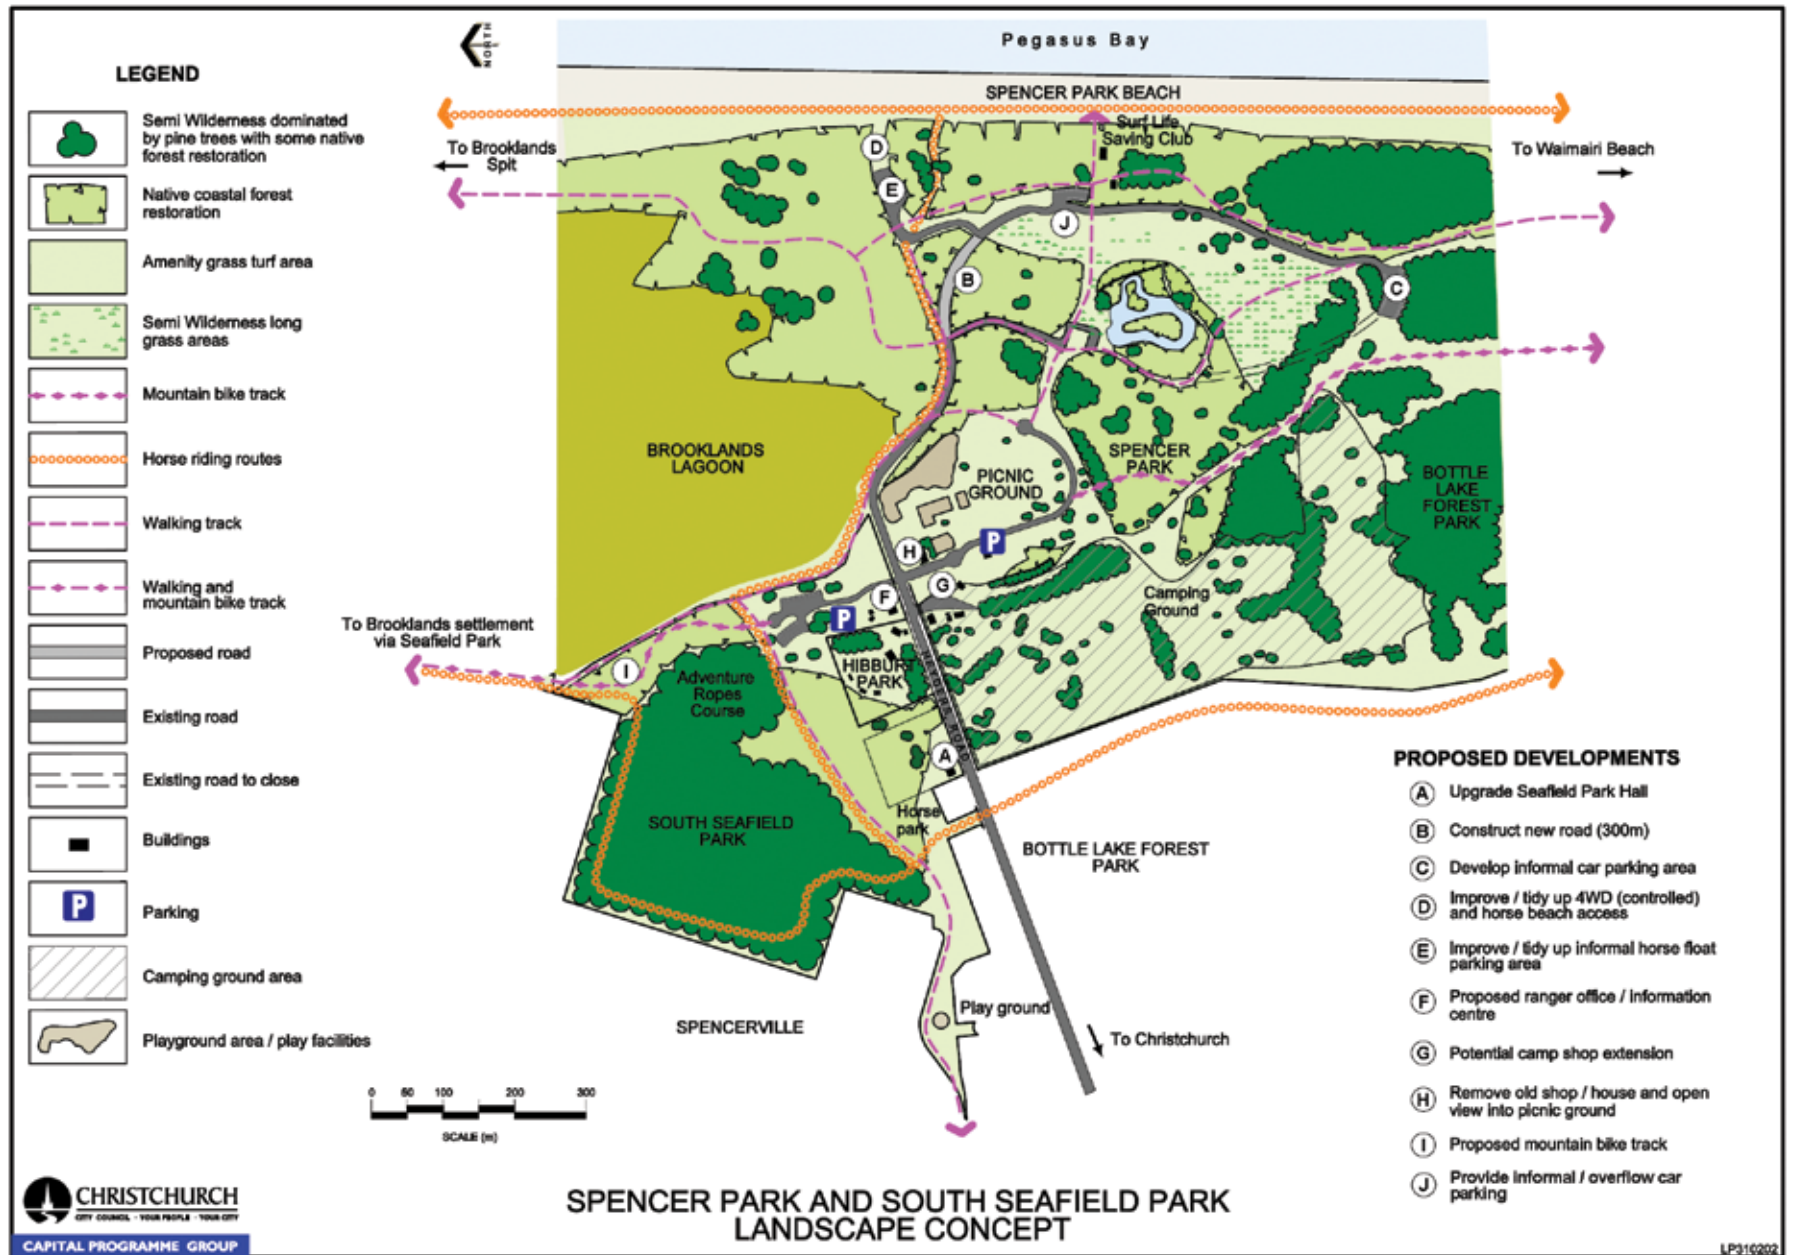 NORTH
Pegasus Bay
SPENCER PARK BEACH
LEGEND
Semi Wilderness dominated
by pine trees with some native
forest restoration
Native coastal forest
restoration
Amenity grass turf area
Semi Wilderness long
grass areas
Mountain bike track
Horse riding routes
Walking track
Walking and
mountain bike track
Proposed road
Existing road
Existing road to close
Buildings
P
Parking
Camping ground area
Playground area / play facilities
To Brooklands
Spit
Surf Life
Saving Club
To Waimairi Beach
D
E
J
B
C
BROOKLANDS
LAGOON
SPENCER
PARK
PICNIC
GROUND
BOTTLE
LAKE
FOREST
PARK
H
P
G
F
P
Camping
Ground
To Brooklands settlement
via Seafield Park
I
HIBBURT
PARK
HEYDERS ROAD
Adventure
Ropes
Course
A
SOUTH SEAFIELD
PARK
Horse
park
BOTTLE LAKE FOREST
PARK
SPENCERVILLE
Play ground
To Christchurch
PROPOSED DEVELOPMENTS
A Upgrade Seafield Park Hall
B Construct new road (300m)
C Develop informal car parking area
D Improve / tidy up 4WD (controlled)
and horse beach access
E Improve / tidy up informal horse float
parking area
F Proposed ranger office / information
centre
G Potential camp shop extension
H Remove old shop / house and open
view into picnic ground
I Proposed mountain bike track
J Provide informal / overflow car
parking
0 50 100 200 300
SCALE (m)
CHRISTCHURCH
CITY COUNCIL · YOUR PEOPLE · YOUR CITY
CAPITAL PROGRAMME GROUP
SPENCER PARK AND SOUTH SEAFIELD PARK
LANDSCAPE CONCEPT
LP310202